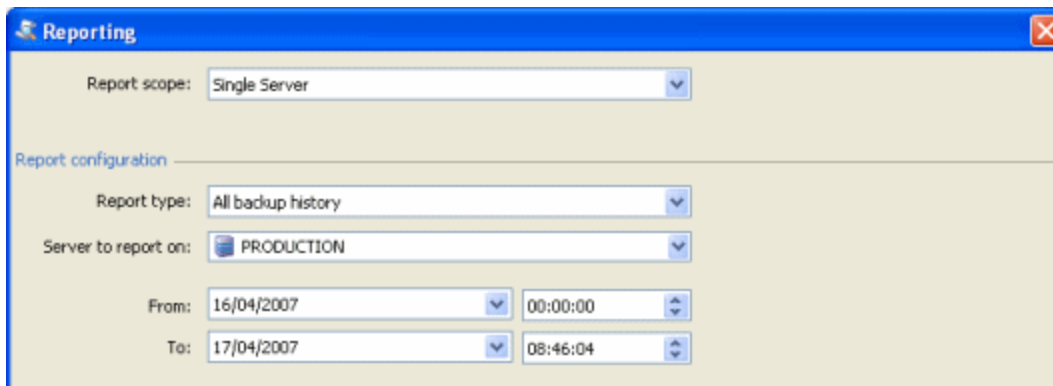 Reporting
Report scope: Single Server
Report configuration
Report type: All backup history
Server to report on: PRODUCTION
From: 16/04/2007 00:00:00
To: 17/04/2007 08:46:04